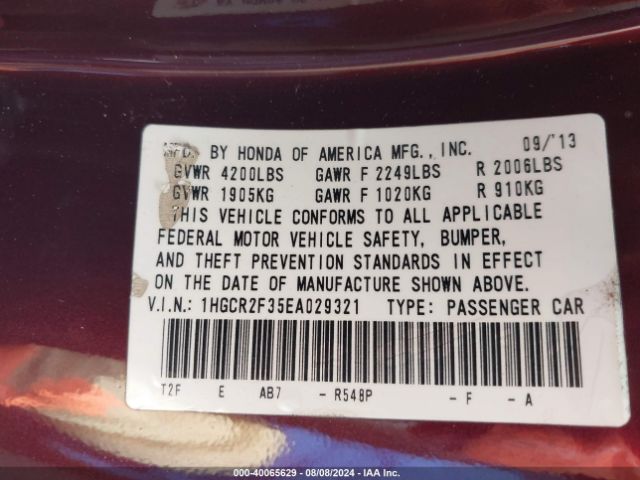 MFD. BY HONDA OF AMERICA MFG., INC. 09/'13
GVWR 4200LBS GAWR F 2249LBS R 2006LBS
GVWR 1905KG GAWR F 1020KG R 910KG
THIS VEHICLE CONFORMS TO ALL APPLICABLE
FEDERAL MOTOR VEHICLE SAFETY, BUMPER,
AND THEFT PREVENTION STANDARDS IN EFFECT
ON THE DATE OF MANUFACTURE SHOWN ABOVE.
V.I.N.: 1HGCR2F35EA029321 TYPE: PASSENGER CAR
T2F E AB7 - R548P - F - A
000-40065629 - 08/08/2024 - IAA Inc.